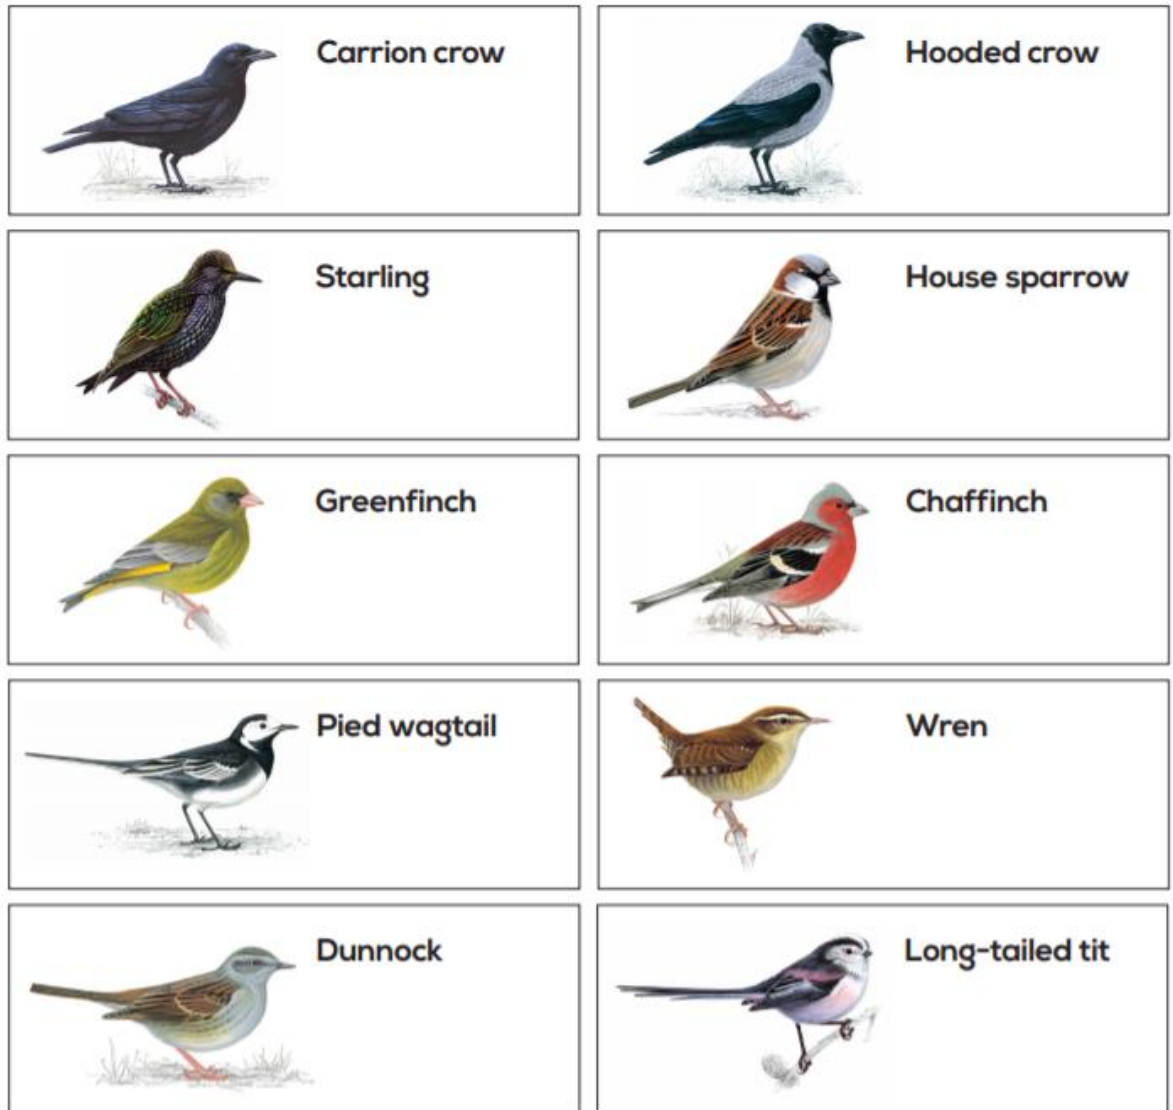 Carrion crow
Hooded crow
Starling
House sparrow
Greenfinch
Chaffinch
Pied wagtail
Wren
Dunnock
Long-tailed tit